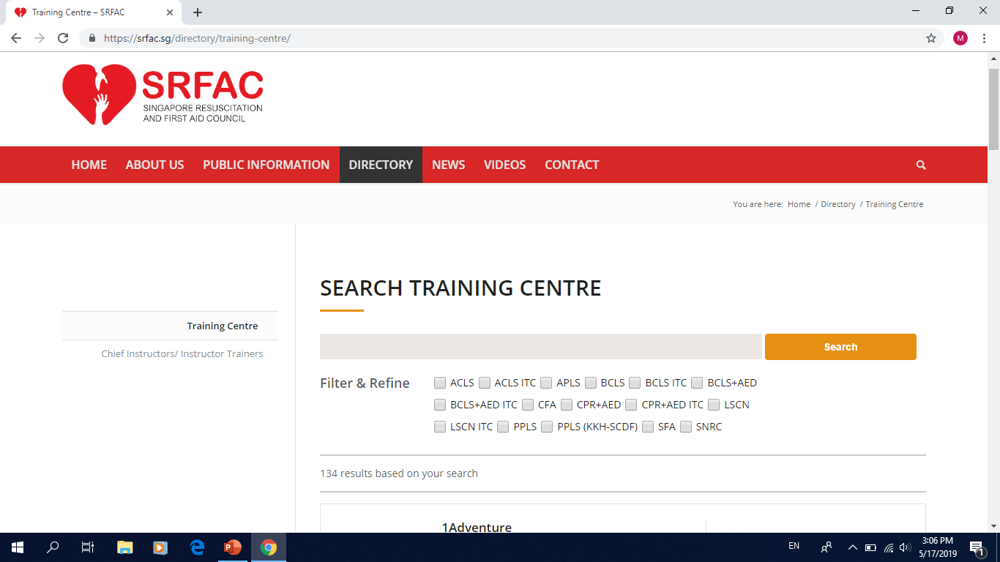 Training Centre – SRFAC
https://srfac.sg/directory/training-centre/
M
SRFAC
SINGAPORE RESUSCITATION
AND FIRST AID COUNCIL
HOME ABOUT US PUBLIC INFORMATION DIRECTORY NEWS VIDEOS CONTACT
You are here: Home / Directory / Training Centre
SEARCH TRAINING CENTRE
Training Centre
Chief Instructors/ Instructor Trainers
Search
Filter & Refine
ACLS ACLS ITC APLS BCLS BCLS ITC BCLS+AED
BCLS+AED ITC CFA CPR+AED CPR+AED ITC LSCN
LSCN ITC PPLS PPLS (KKH-SCDF) SFA SNRC
134 results based on your search
1Adventure
EN
3:06 PM
5/17/2019
1